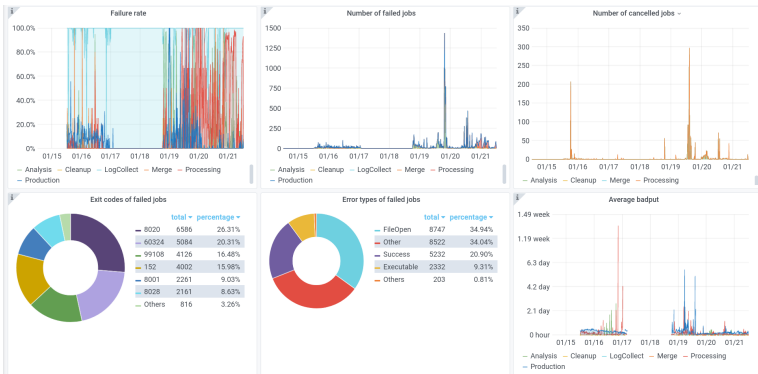 Failure rate
100.0%
80.0%
60.0%
40.0%
20.0%
0.0%
01/15 01/16 01/17 01/18 01/19 01/20 01/21
Analysis Cleanup LogCollect Merge Processing
Production
Number of failed jobs
1500
1250
1000
750
500
250
0
01/15 01/16 01/17 01/18 01/19 01/20 01/21
Analysis Cleanup LogCollect Merge Processing
Production
Number of cancelled jobs
350
300
250
200
150
100
50
0
01/15 01/16 01/17 01/18 01/19 01/20 01/21
Analysis Cleanup Merge Processing
Exit codes of failed jobs
total percentage
8020 6586 26.31%
60324 5084 20.31%
99108 4126 16.48%
152 4002 15.98%
8001 2261 9.03%
8028 2161 8.63%
Others 816 3.26%
Error types of failed jobs
total percentage
FileOpen 8747 34.94%
Other 8522 34.04%
Success 5232 20.90%
Executable 2332 9.31%
Others 203 0.81%
Average badput
1.49 week
1.19 week
6.3 day
4.2 day
2.1 day
0 hour
01/15 01/16 01/17 01/18 01/19 01/20 01/21
Analysis Cleanup LogCollect Merge Processing
Production